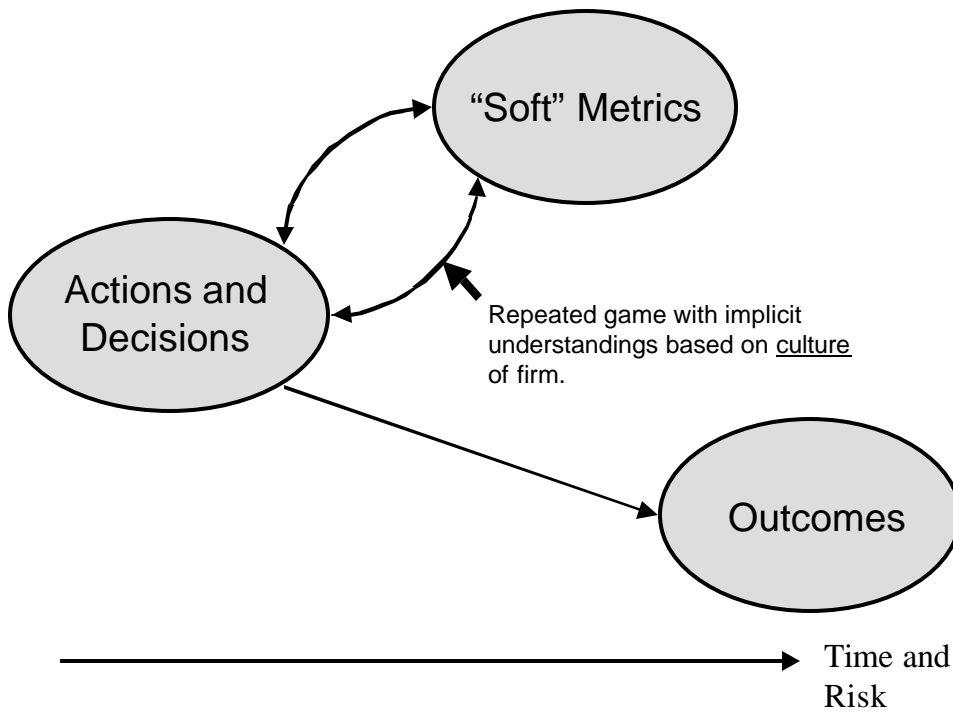 “Soft” Metrics
Actions and
Decisions
Repeated game with implicit
understandings based on culture
of firm.
Outcomes
Time and
Risk